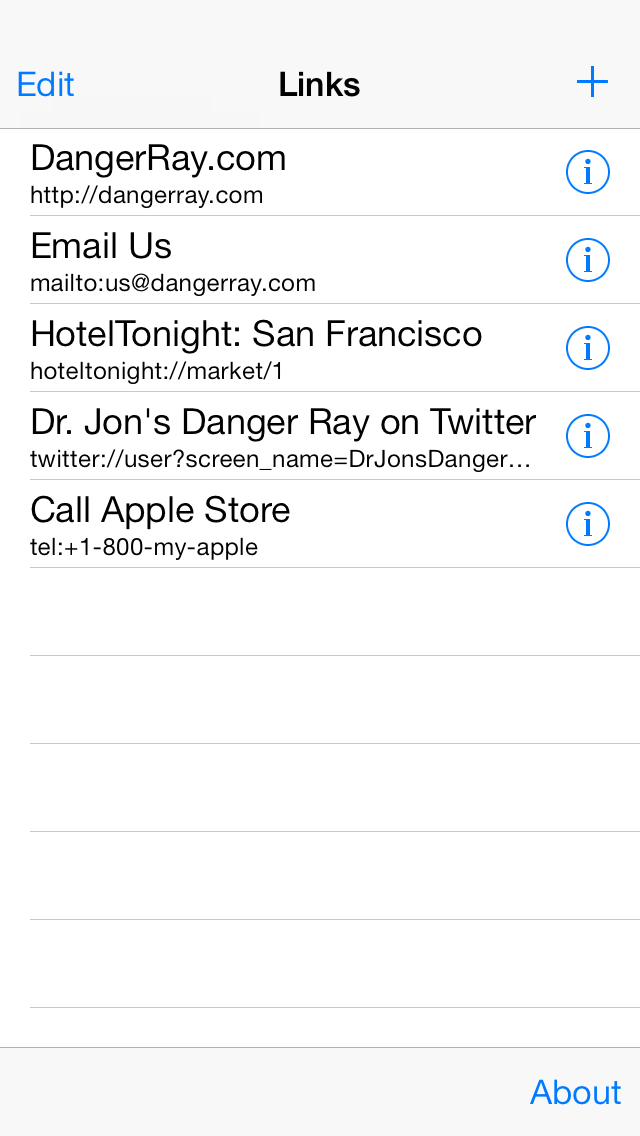 Edit Links +
DangerRay.com
http://dangerray.com
Email Us
mailto:us@dangerray.com
HotelTonight: San Francisco
hoteltonight://market/1
Dr. Jon's Danger Ray on Twitter
twitter://user?screen_name=DrJonsDanger…
Call Apple Store
tel:+1-800-my-apple
About